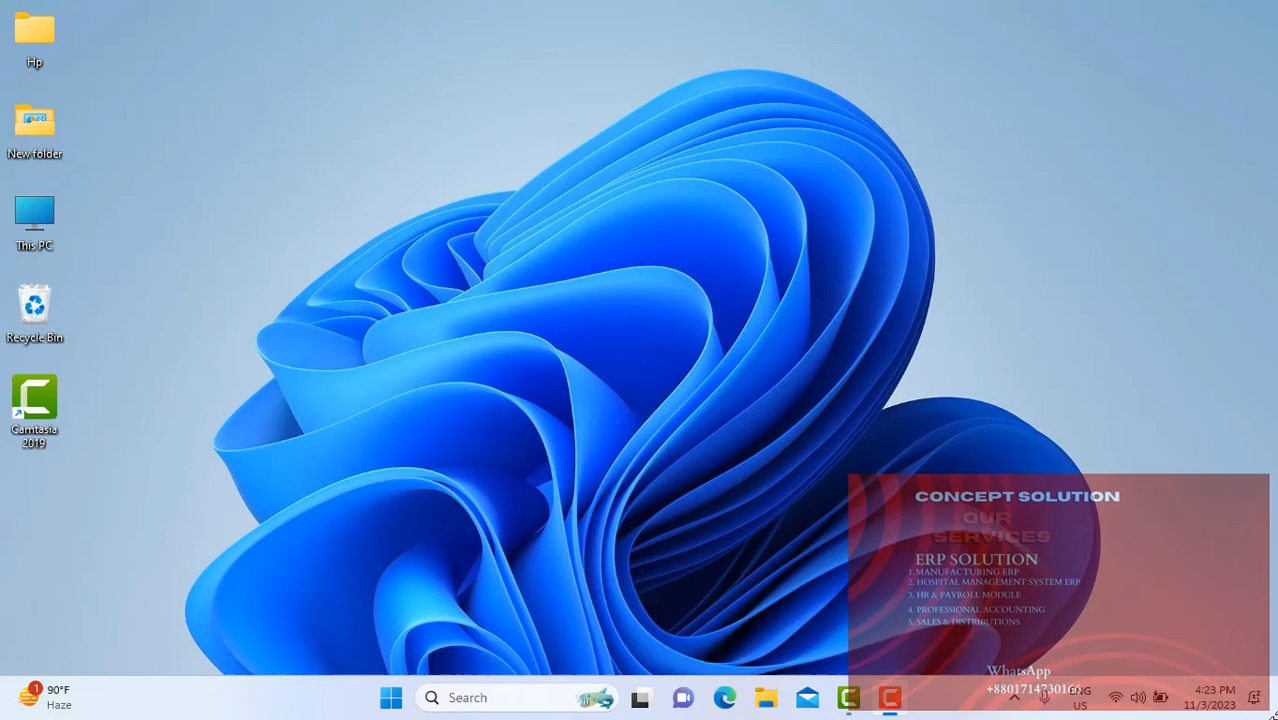 Hp
New folder
This PC
Recycle Bin
Camtasia
2019
CONCEPT SOLUTION
OUR
SERVICES
ERP SOLUTION
1. MANUFACTURING ERP
2. HOSPITAL MANAGEMENT SYSTEM ERP
3. HR & PAYROLL MODULE
4. PROFESSIONAL ACCOUNTING
5. SALES & DISTRIBUTIONS
WhatsApp
+8801714730166
1
90°F
Haze
Search
ENG
US
4:23 PM
11/3/2023